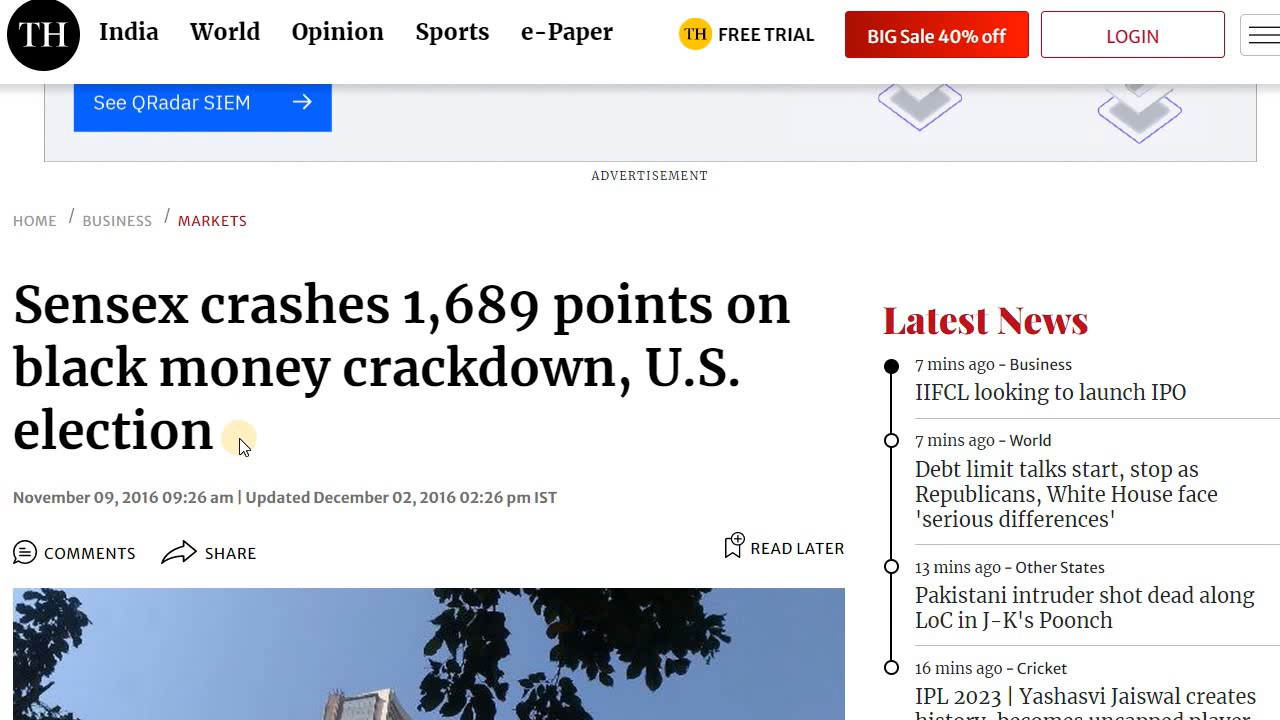 TH India World Opinion Sports e-Paper TH FREE TRIAL BIG Sale 40% off LOGIN
See QRadar SIEM →
ADVERTISEMENT
HOME / BUSINESS / MARKETS
Sensex crashes 1,689 points on
black money crackdown, U.S.
election
November 09, 2016 09:26 am | Updated December 02, 2016 02:26 pm IST
COMMENTS SHARE READ LATER
Latest News
7 mins ago - Business
IIFCL looking to launch IPO
7 mins ago - World
Debt limit talks start, stop as
Republicans, White House face
'serious differences'
13 mins ago - Other States
Pakistani intruder shot dead along
LoC in J-K's Poonch
16 mins ago - Cricket
IPL 2023 | Yashasvi Jaiswal creates
history, becomes uncapped player